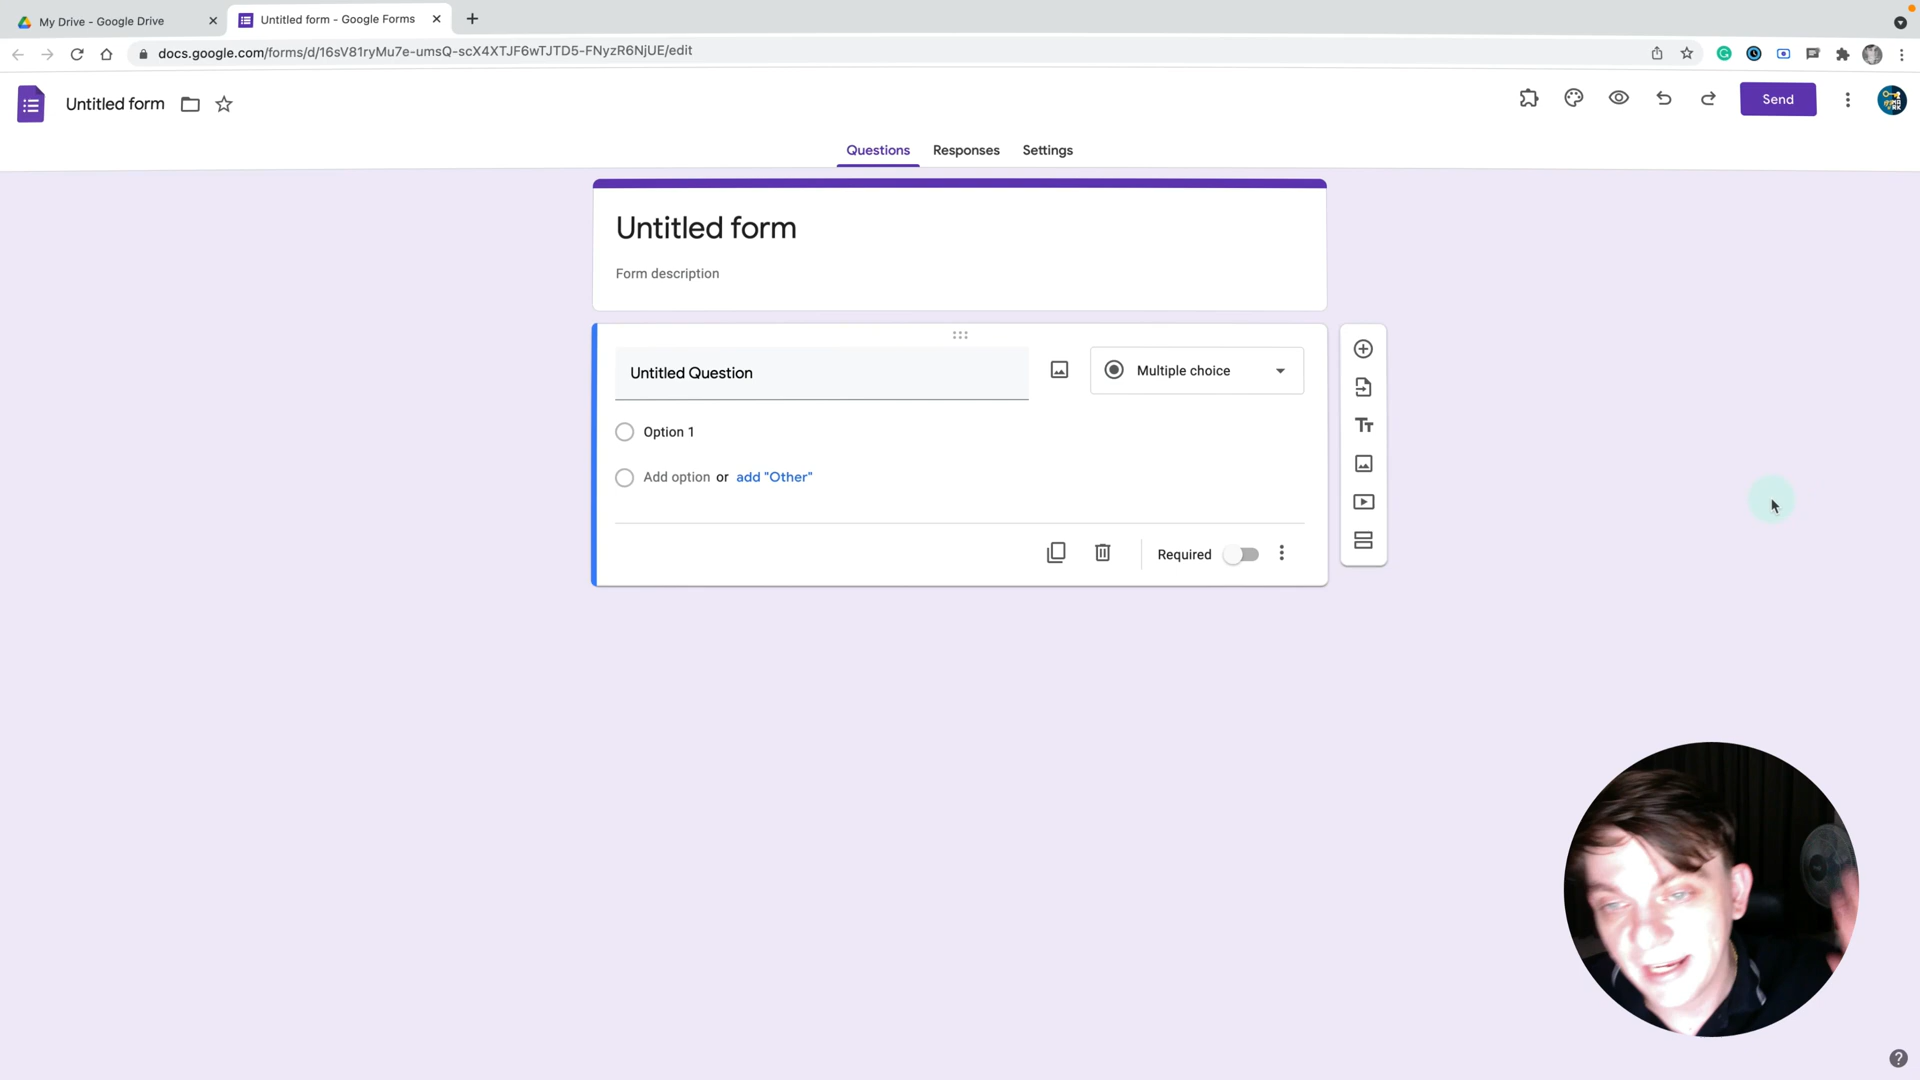 My Drive - Google Drive
Untitled form - Google Forms
docs.google.com/forms/d/16sV81ryMu7e-umsQ-scX4XTJF6wTJTD5-FNyzR6NjUE/edit
Untitled form
Send
Questions
Responses
Settings
Untitled form
Form description
Untitled Question
Multiple choice
Option 1
Add option or add "Other"
Required